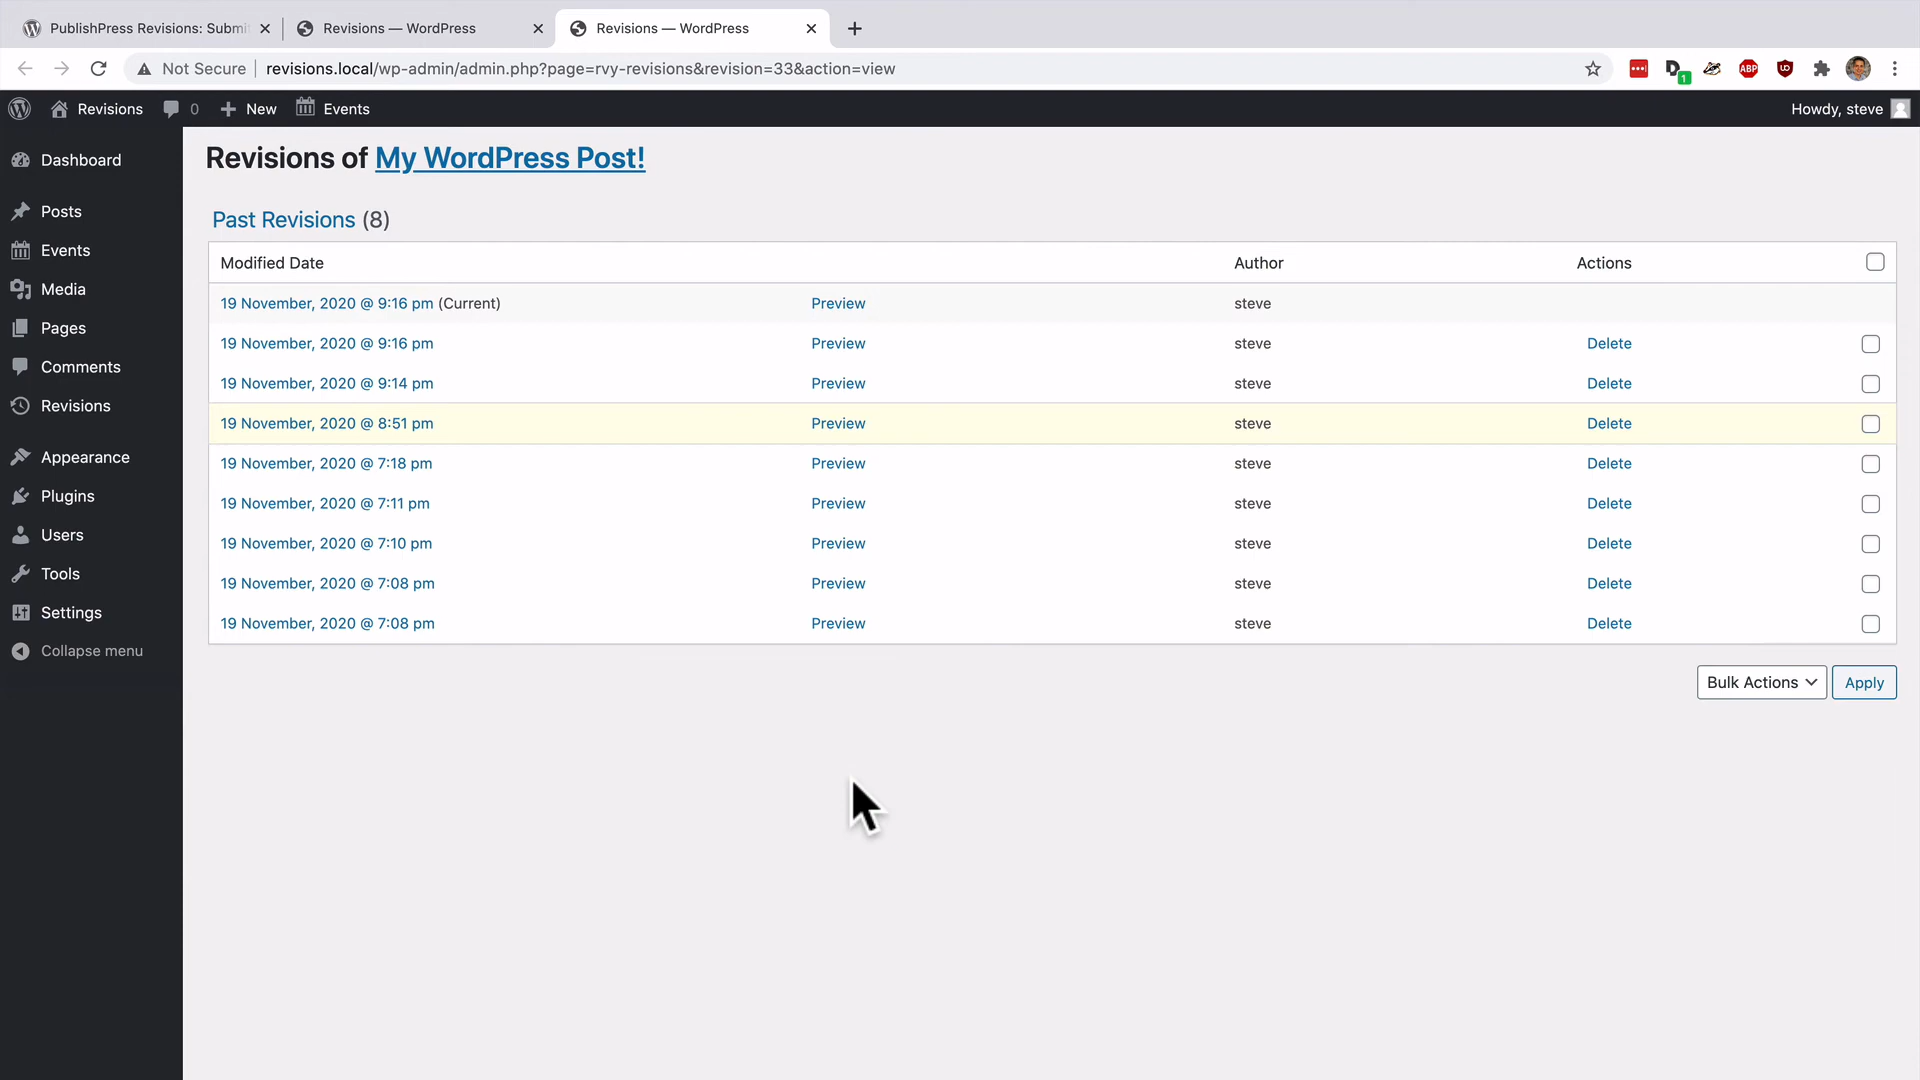 PublishPress Revisions: Submi
Revisions — WordPress
Revisions — WordPress
Not Secure
revisions.local/wp-admin/admin.php?page=rvy-revisions&revision=33&action=view
D 1
ABP
UO
Revisions
0
New
Events
Howdy, steve
Dashboard
Posts
Events
Media
Pages
Comments
Revisions
Appearance
Plugins
Users
Tools
Settings
Collapse menu
Revisions of My WordPress Post!
Past Revisions (8)
Modified Date Author Actions
19 November, 2020 @ 9:16 pm (Current) Preview steve
19 November, 2020 @ 9:16 pm Preview steve Delete
19 November, 2020 @ 9:14 pm Preview steve Delete
19 November, 2020 @ 8:51 pm Preview steve Delete
19 November, 2020 @ 7:18 pm Preview steve Delete
19 November, 2020 @ 7:11 pm Preview steve Delete
19 November, 2020 @ 7:10 pm Preview steve Delete
19 November, 2020 @ 7:08 pm Preview steve Delete
19 November, 2020 @ 7:08 pm Preview steve Delete
Bulk Actions Apply